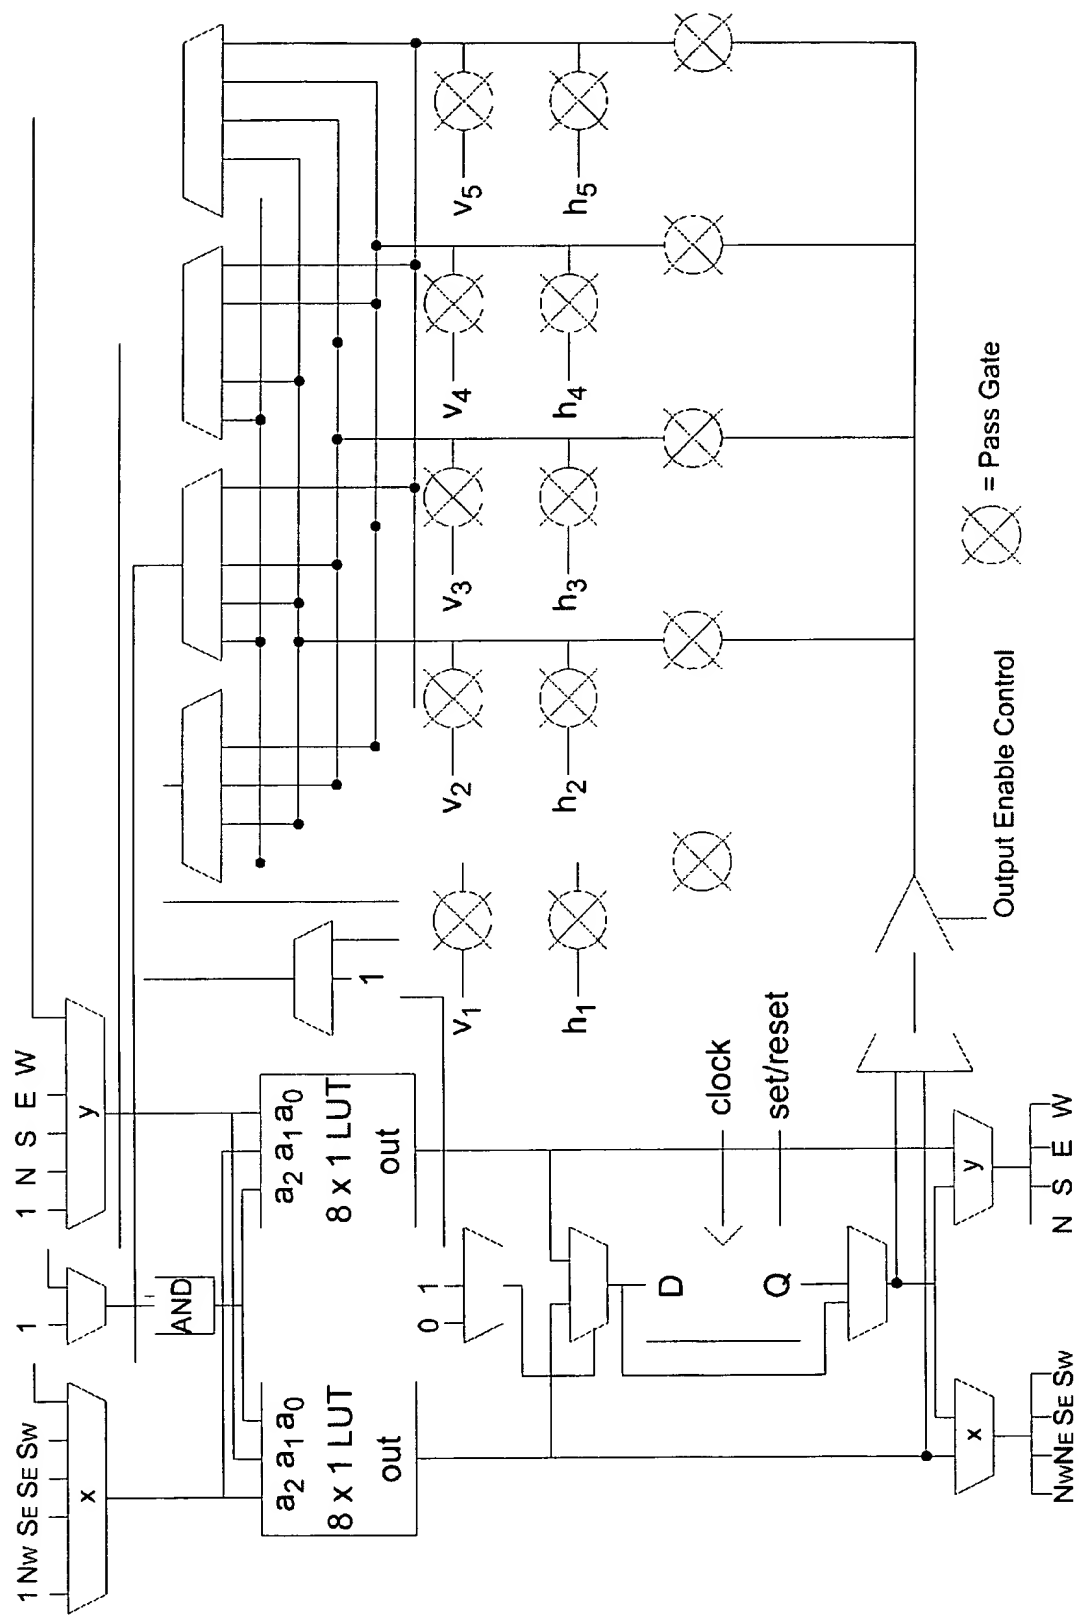 1 NW SE SE SW
1
1 N S E W
x
y
AND
a2 a1 a0
8 x 1 LUT
out
a2 a1 a0
8 x 1 LUT
out
1
0 1
D
Q
clock
set/reset
x
y
NW NE SE SW
N S E W
v1
h1
v2
h2
v3
h3
v4
h4
v5
h5
Output Enable Control
= Pass Gate